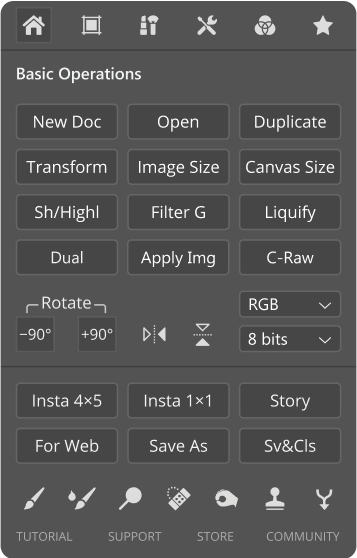 Basic Operations
New Doc Open Duplicate
Transform Image Size Canvas Size
Sh/Highl Filter G Liquify
Dual Apply Img C-Raw
Rotate RGB
−90° +90° 8 bits
Insta 4×5 Insta 1×1 Story
For Web Save As Sv&Cls
TUTORIAL SUPPORT STORE COMMUNITY